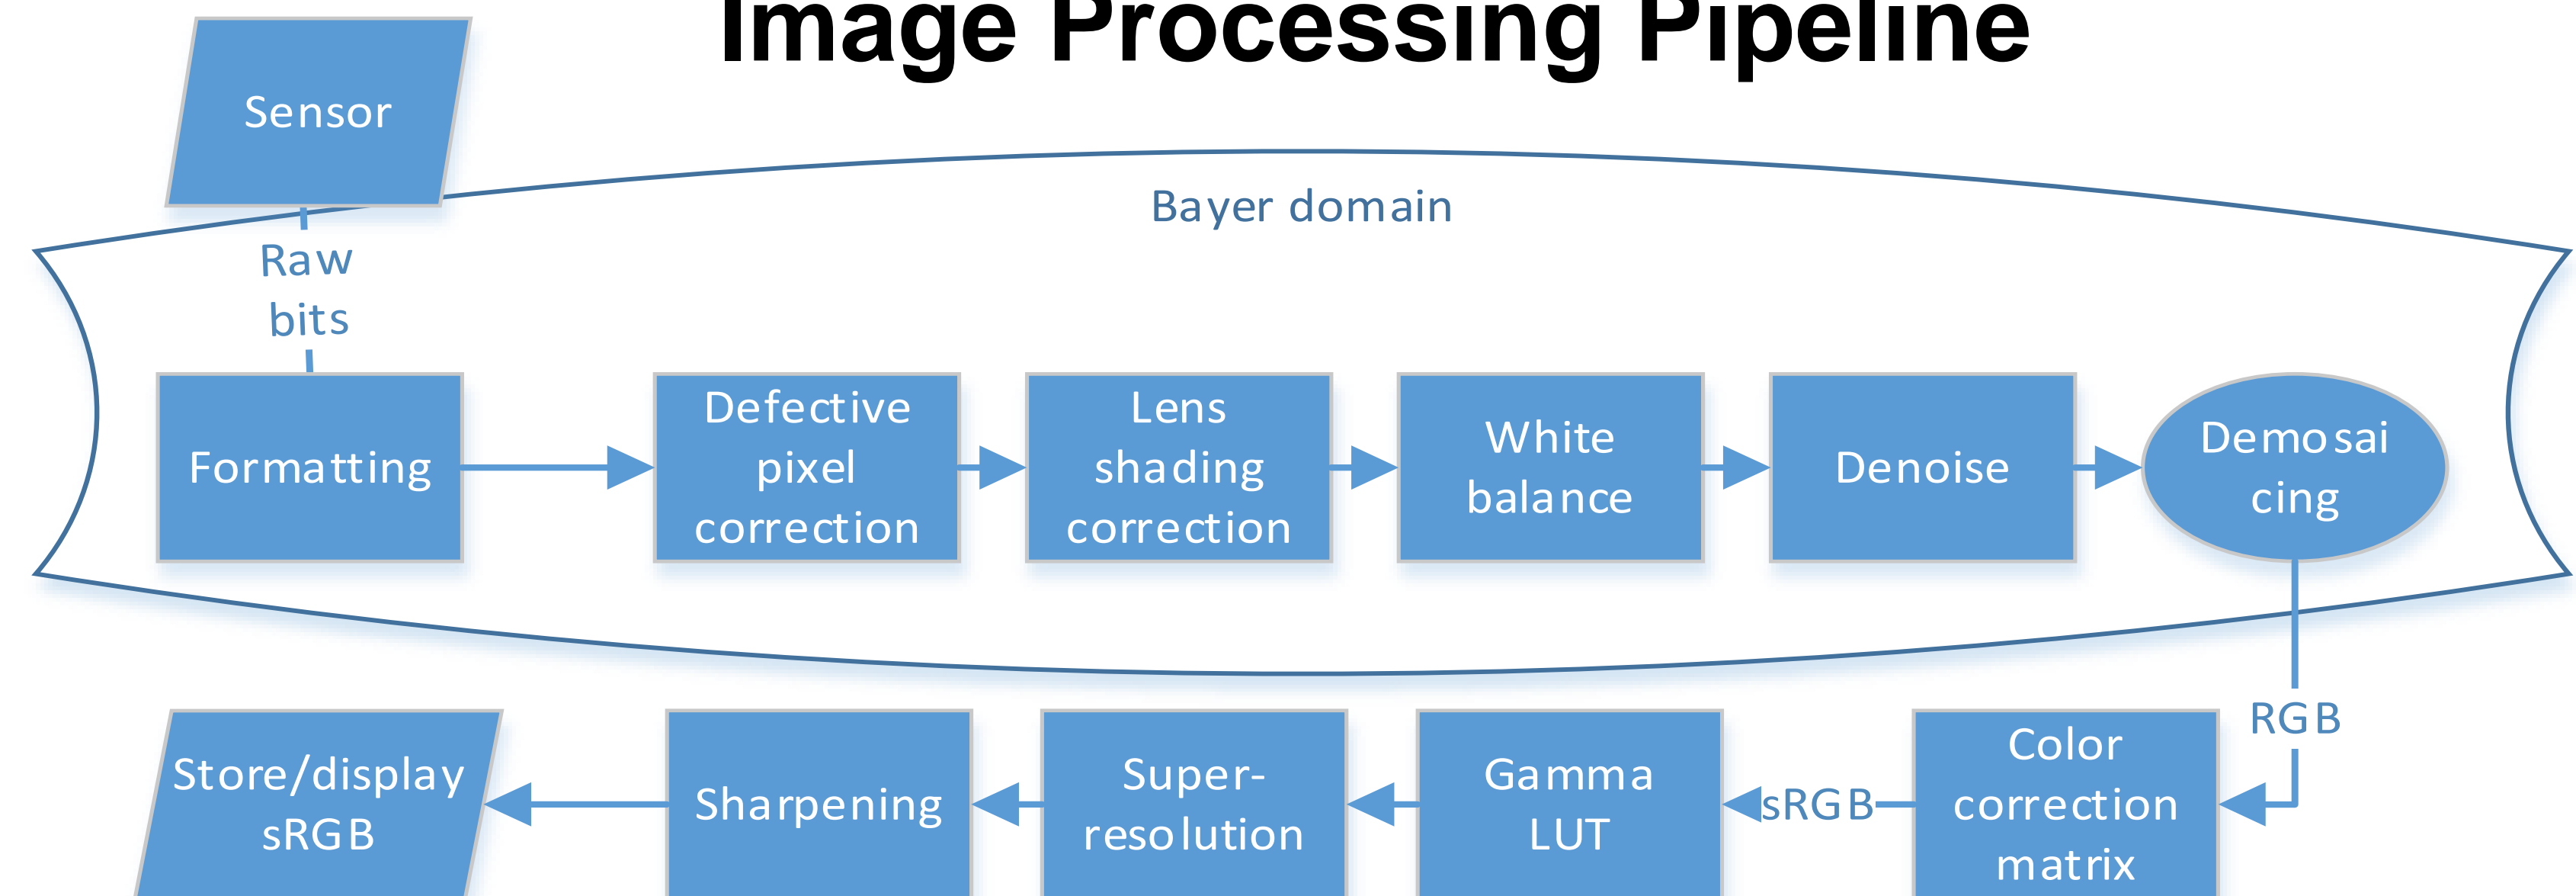 Image Processing Pipeline
Sensor
Bayer domain
Raw
bits
Formatting
Defective
pixel
correction
Lens
shading
correction
White
balance
Denoise
Demosai
cing
RGB
Color
correction
matrix
sRGB
Gamma
LUT
Super-
resolution
Sharpening
Store/display
sRGB